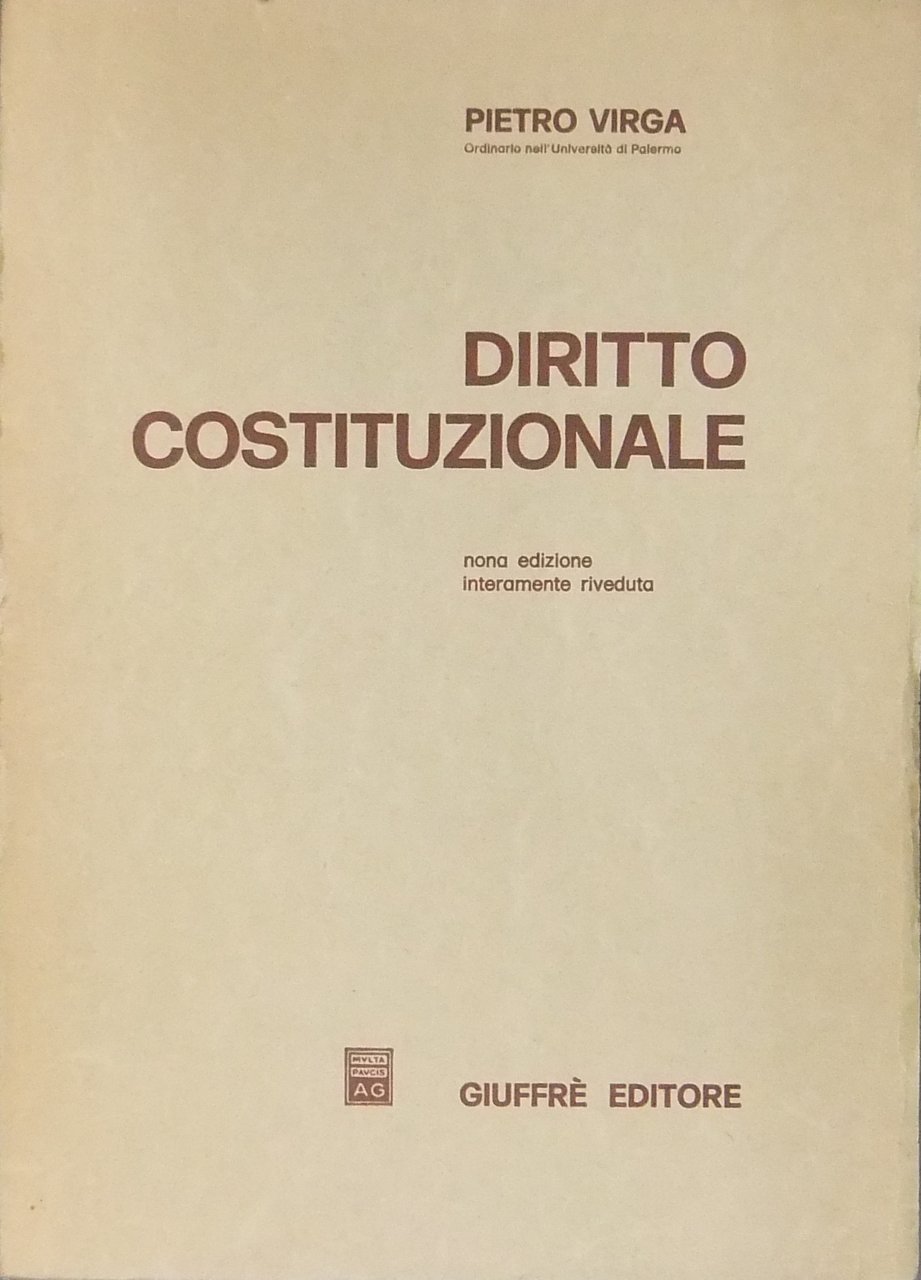 PIETRO VIRGA
Ordinario nell'Università di Palermo
DIRITTO
COSTITUZIONALE
nona edizione
interamente riveduta
MVLTA
PAVCIS
AG
GIUFFRÈ EDITORE